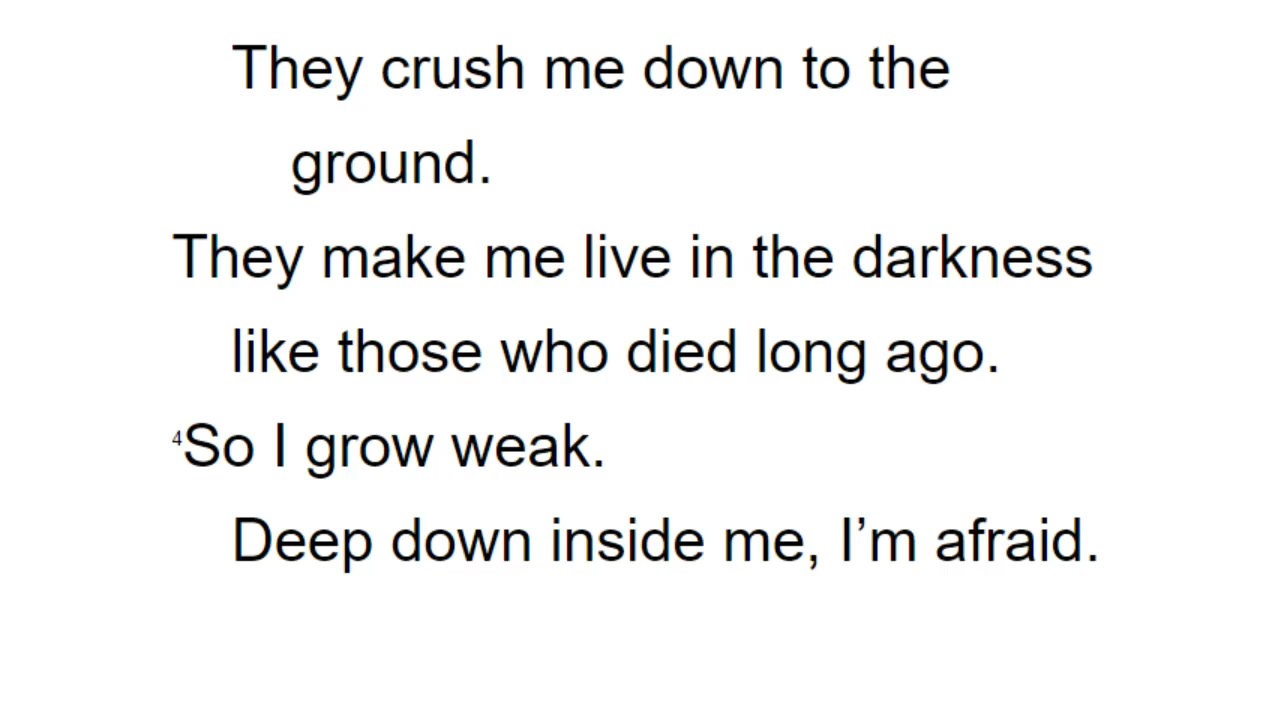 They crush me down to the
ground.
They make me live in the darkness
like those who died long ago.
4So I grow weak.
Deep down inside me, I’m afraid.